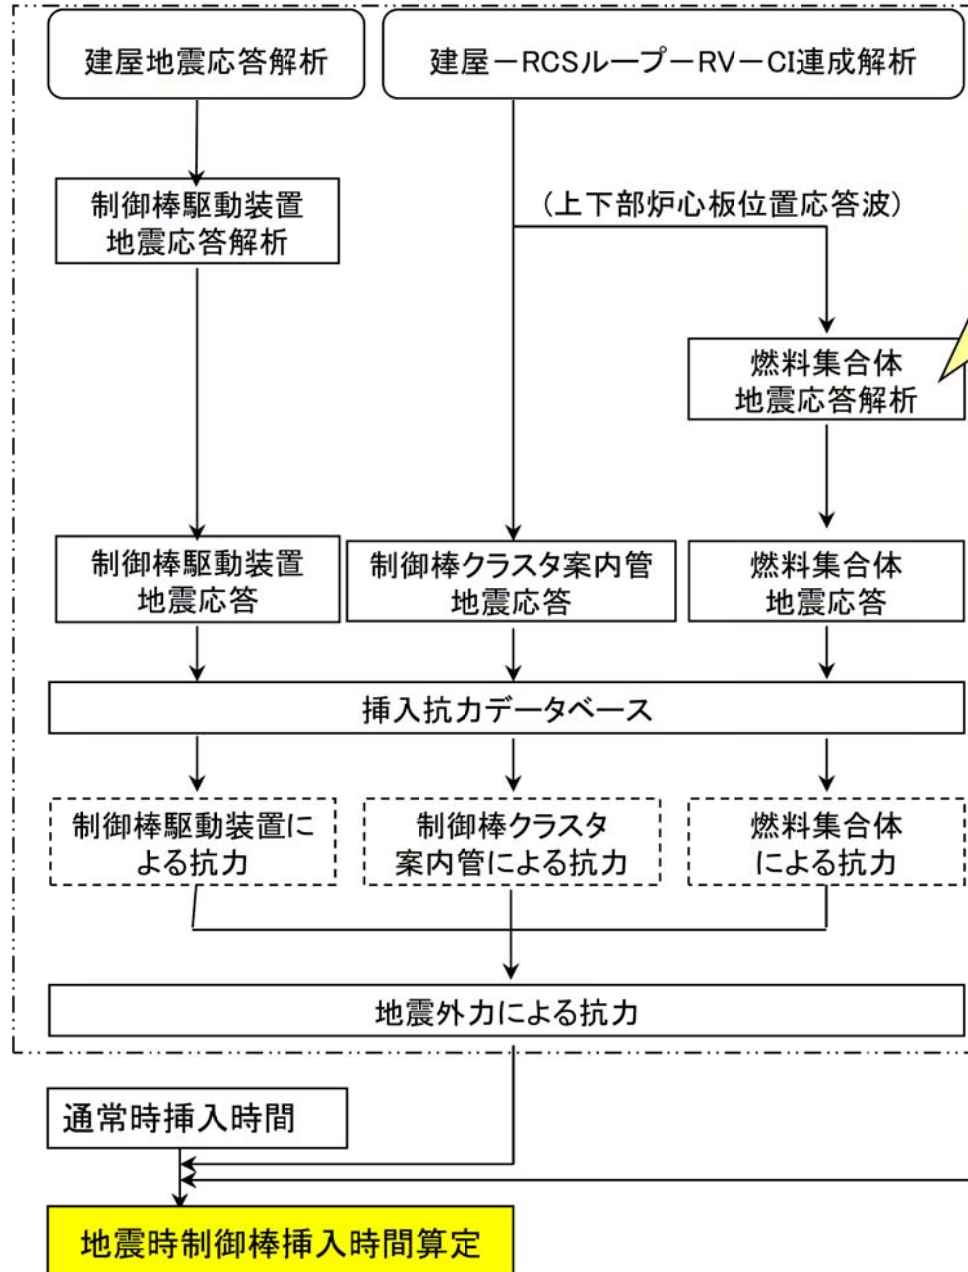 建屋地震応答解析
建屋－RCSループ－RV－CI連成解析
制御棒駆動装置
地震応答解析
(上下部炉心板位置応答波)
燃料集合体
地震応答解析
制御棒駆動装置
地震応答
制御棒クラスタ案内管
地震応答
燃料集合体
地震応答
挿入抗力データベース
制御棒駆動装置に
よる抗力
制御棒クラスタ
案内管による抗力
燃料集合体
による抗力
地震外力による抗力
通常時挿入時間
地震時制御棒挿入時間算定